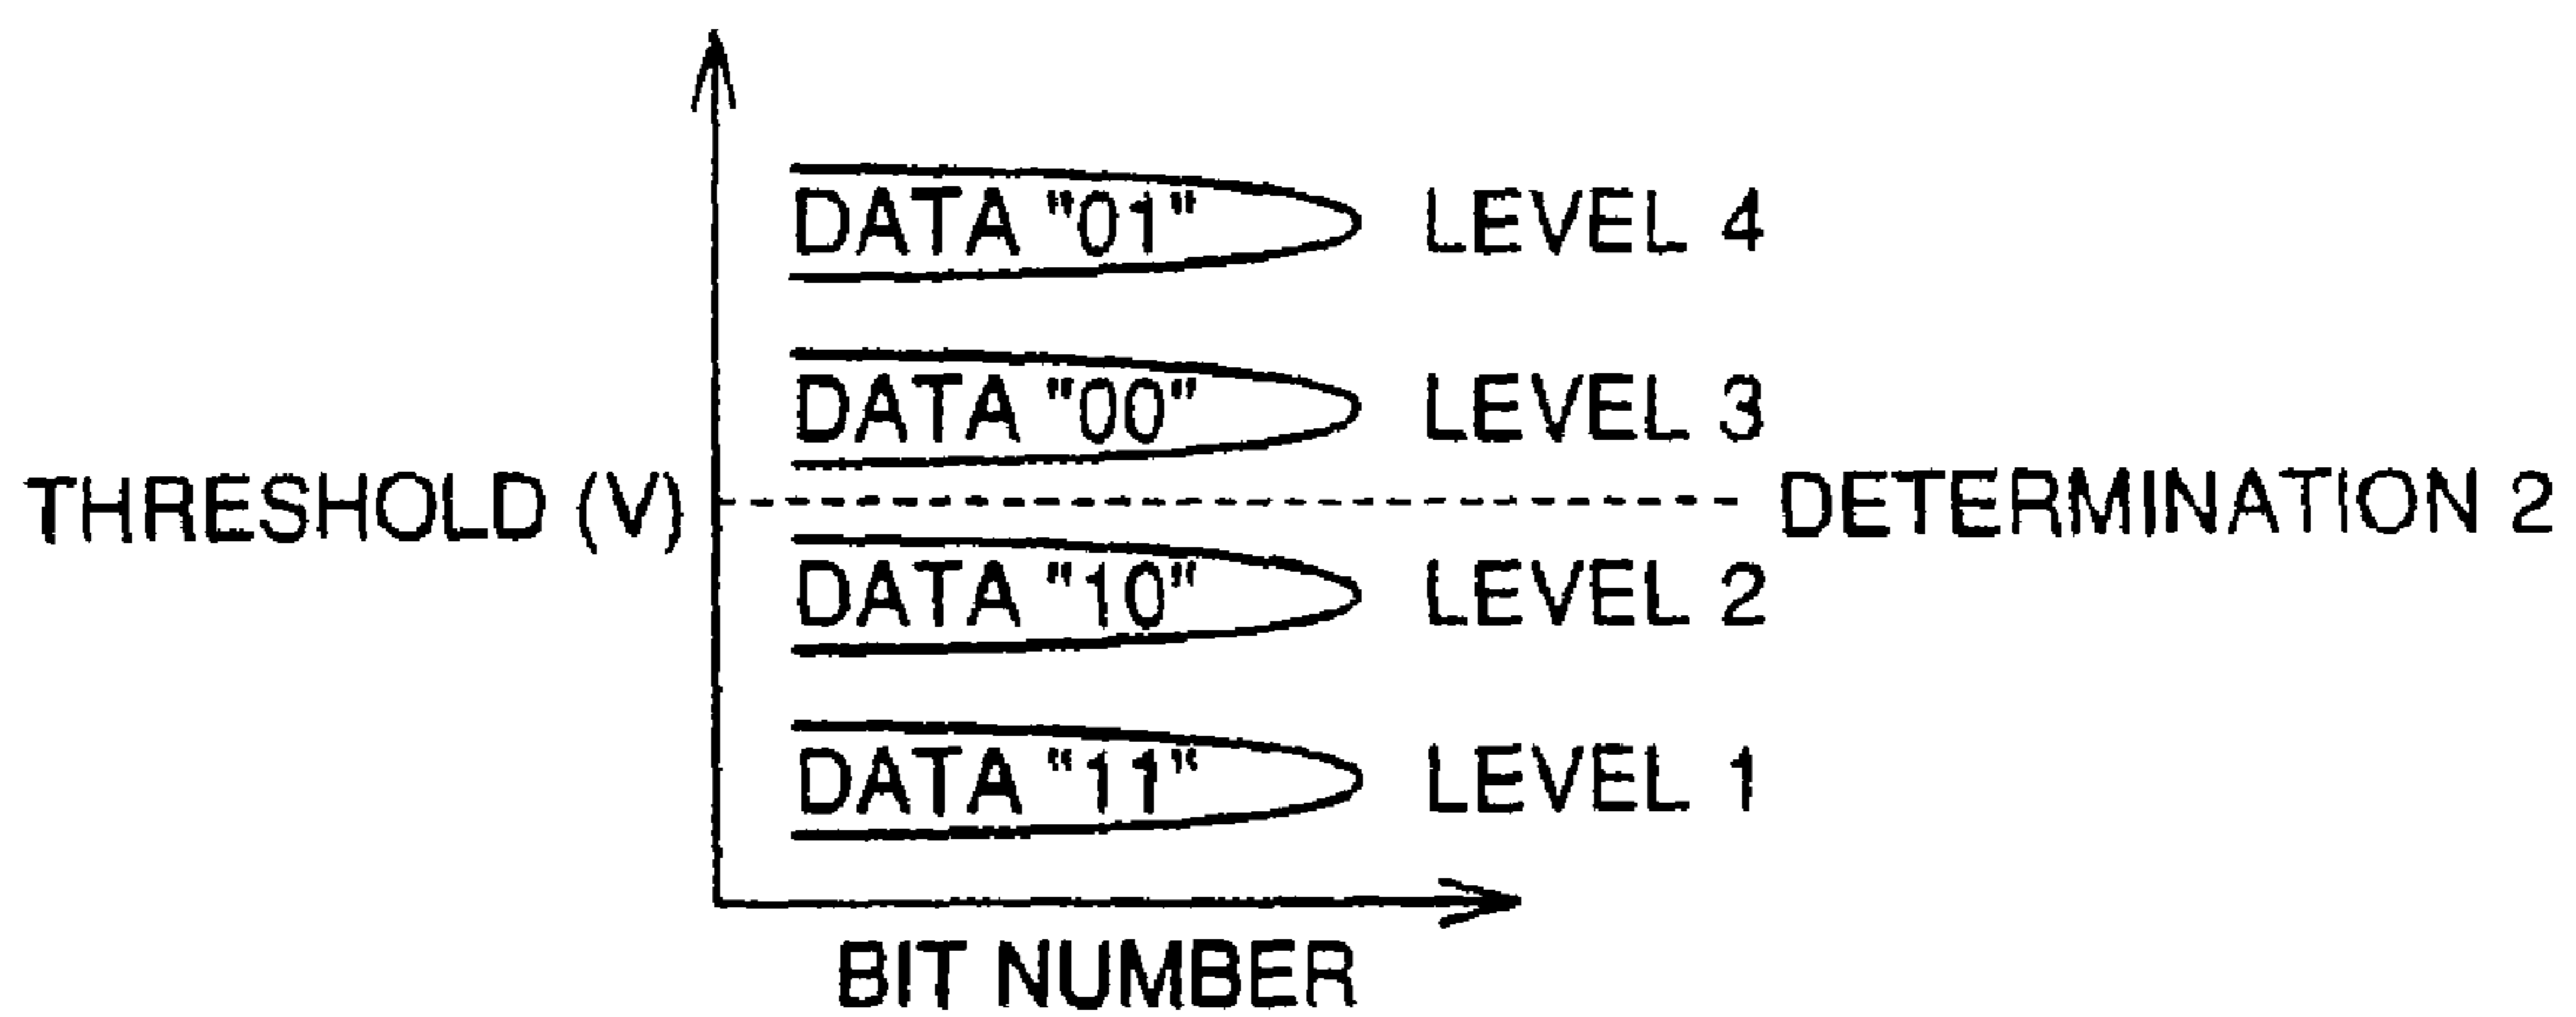 DATA "01" LEVEL 4
DATA "00" LEVEL 3
THRESHOLD (V) DETERMINATION 2
DATA "10" LEVEL 2
DATA "11" LEVEL 1
BIT NUMBER